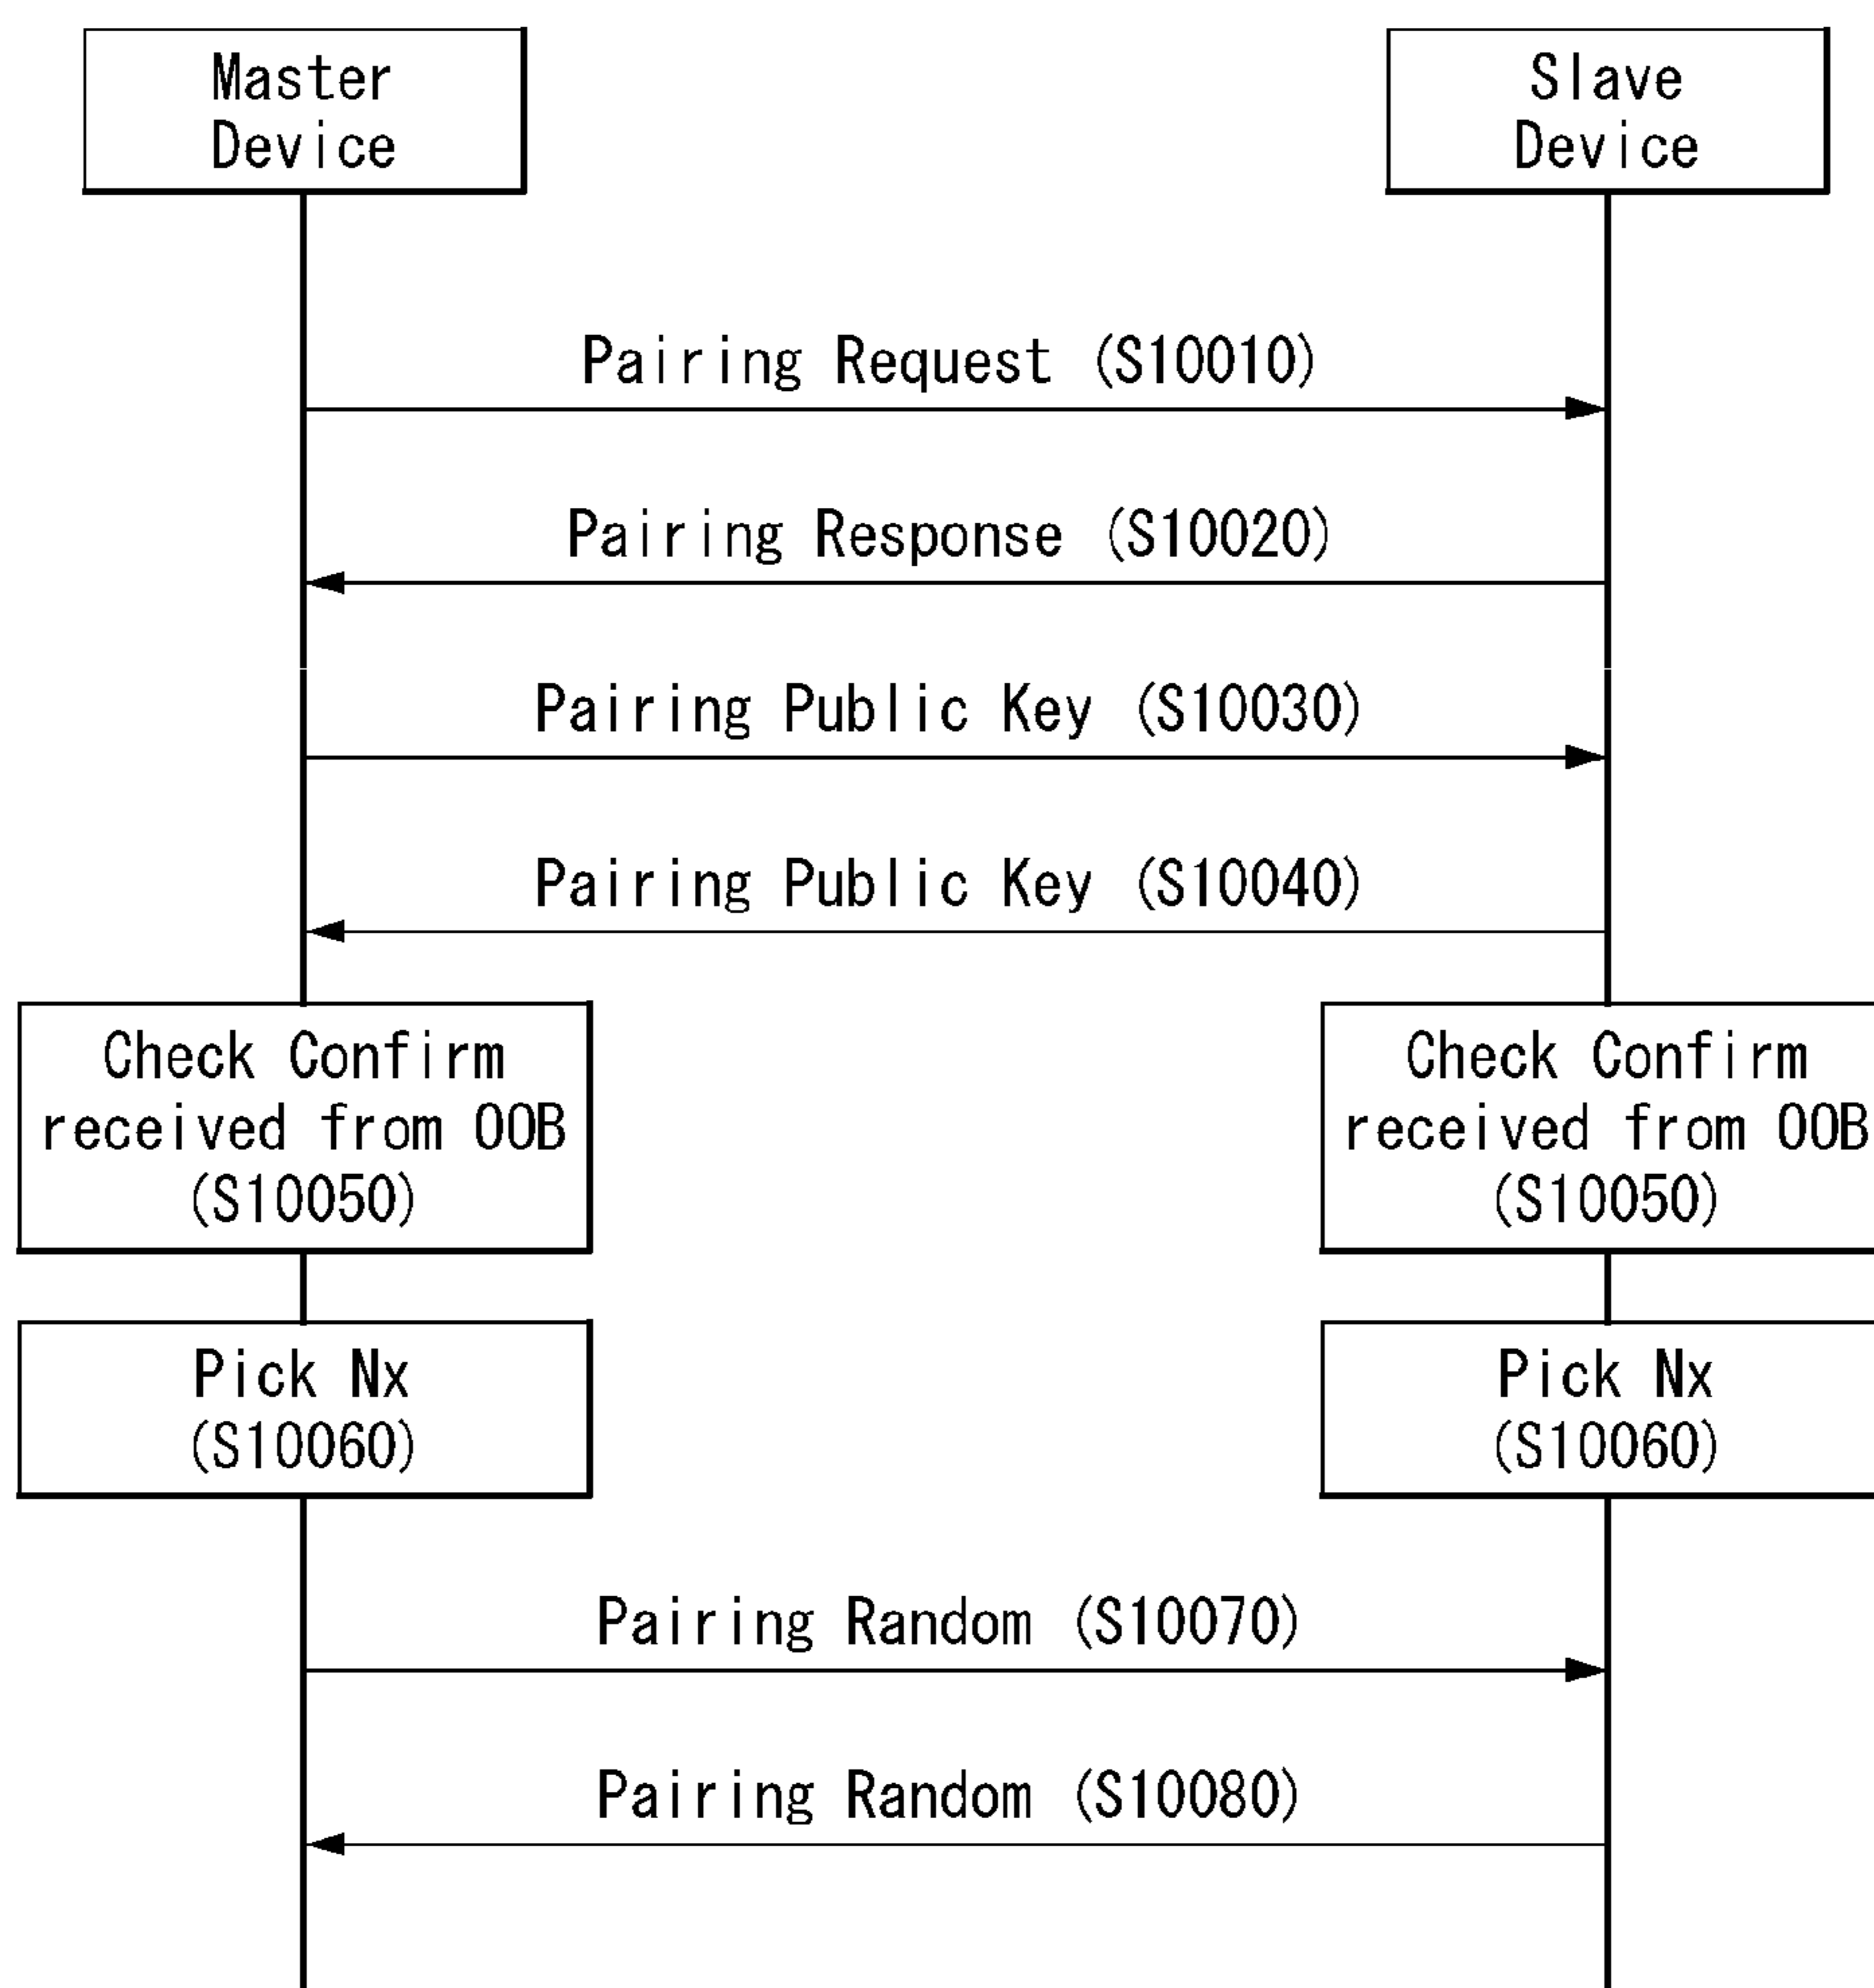 Master
Device
Slave
Device
Pairing Request (S10010)
Pairing Response (S10020)
Pairing Public Key (S10030)
Pairing Public Key (S10040)
Check Confirm
received from OOB
(S10050)
Check Confirm
received from OOB
(S10050)
Pick Nx
(S10060)
Pick Nx
(S10060)
Pairing Random (S10070)
Pairing Random (S10080)